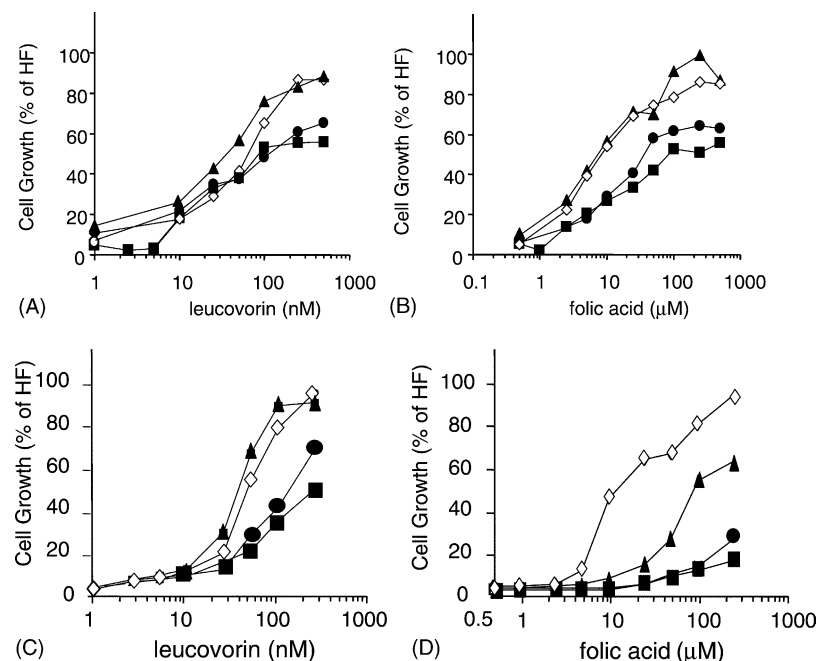 100
80
60
40
20
0
Cell Growth (% of HF)
1 10 100 1000
leucovorin (nM)
(A)
100
80
60
40
20
0
Cell Growth (% of HF)
0.1 1 10 100 1000
folic acid (μM)
(B)
100
80
60
40
20
0
Cell Growth (% of HF)
1 10 100 1000
leucovorin (nM)
(C)
100
80
60
40
20
0
Cell Growth (% of HF)
0.5 1 10 100 1000
folic acid (μM)
(D)